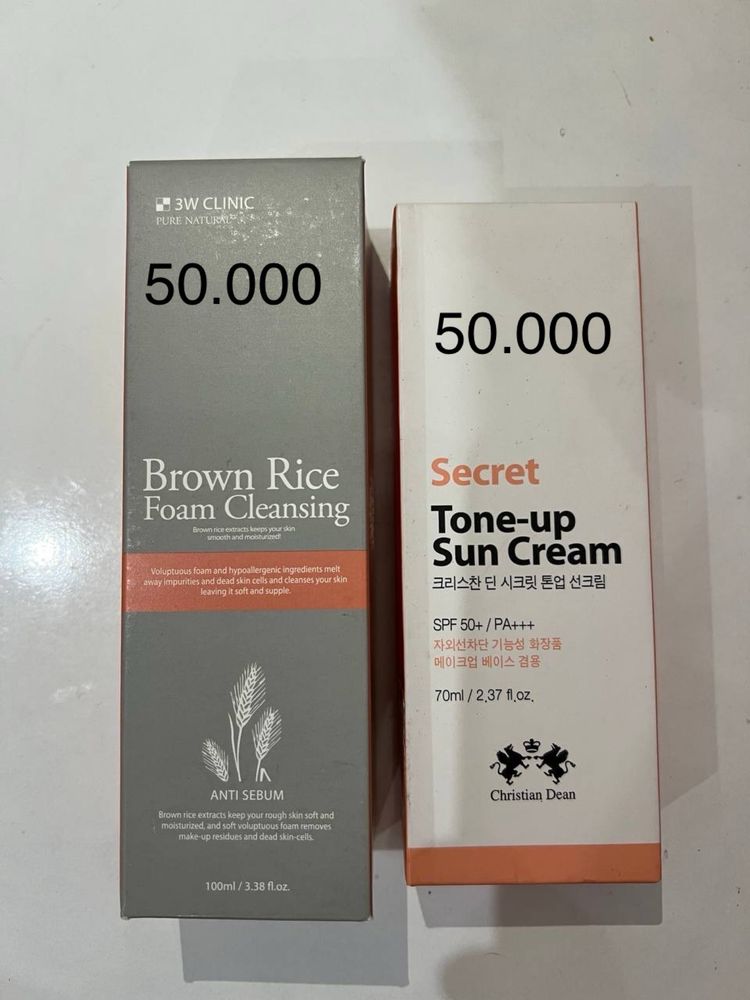 3W CLINIC
PURE NATURAL
50.000
Brown Rice
Foam Cleansing
Brown rice extracts keeps your skin
smooth and moisturized!
Voluptuous foam and hypoallergenic ingredients melt
away impurities and dead skin cells and cleanses your skin
leaving it soft and supple.
ANTI SEBUM
Brown rice extracts keep your rough skin soft and
moisturized, and soft voluptuous foam removes
make-up residues and dead skin-cells.
100ml / 3.38 fl.oz.
50.000
Secret
Tone-up
Sun Cream
크리스찬 딘 시크릿 톤업 선크림
SPF 50+ / PA+++
자외선차단 기능성 화장품
메이크업 베이스 겸용
70ml / 2.37 fl.oz.
Christian Dean